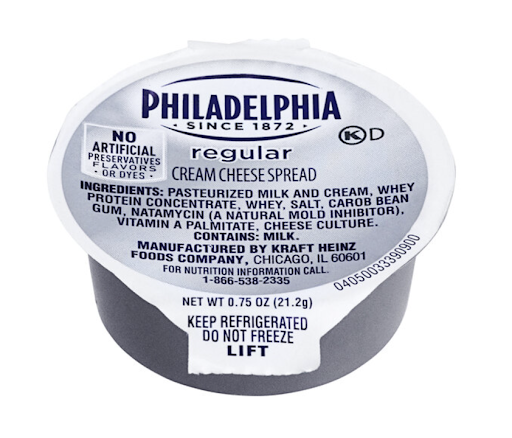 PHILADELPHIA
• SINCE 1872 •
K D
regular
CREAM CHEESE SPREAD
NO
ARTIFICIAL
PRESERVATIVES
FLAVORS
• OR DYES •
INGREDIENTS: PASTEURIZED MILK AND CREAM, WHEY
PROTEIN CONCENTRATE, WHEY, SALT, CAROB BEAN
GUM, NATAMYCIN (A NATURAL MOLD INHIBITOR),
VITAMIN A PALMITATE, CHEESE CULTURE.
CONTAINS: MILK.
MANUFACTURED BY KRAFT HEINZ
FOODS COMPANY, CHICAGO, IL 60601
FOR NUTRITION INFORMATION CALL
1-866-538-2335
04050033390900
NET WT 0.75 OZ (21.2g)
KEEP REFRIGERATED
DO NOT FREEZE
LIFT